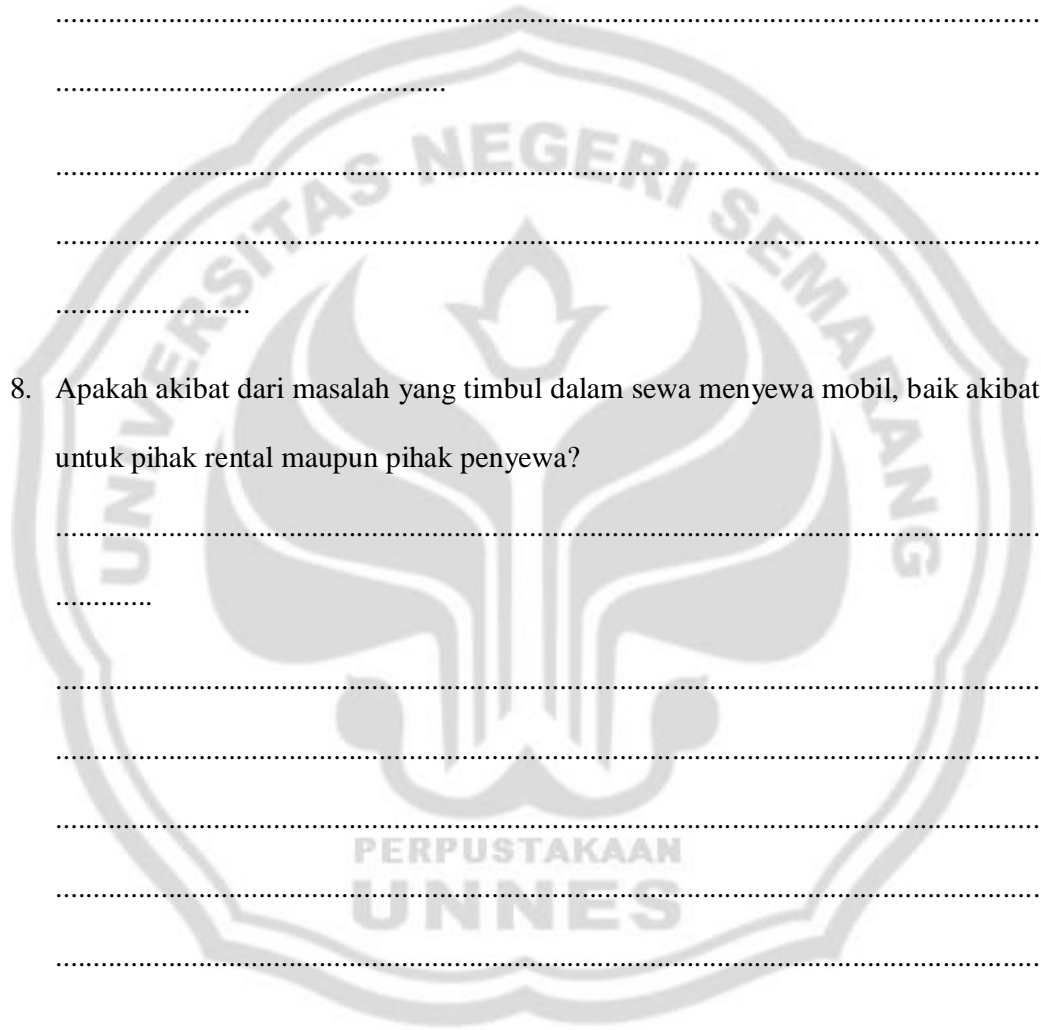 ........................................................................................................................................
....................................................
........................................................................................................................................
........................................................................................................................................
..........................
8. Apakah akibat dari masalah yang timbul dalam sewa menyewa mobil, baik akibat
untuk pihak rental maupun pihak penyewa?
........................................................................................................................................
.............
........................................................................................................................................
........................................................................................................................................
........................................................................................................................................
........................................................................................................................................
........................................................................................................................................
UNIVERSITAS NEGERI SEMARANG
PERPUSTAKAAN
UNNES